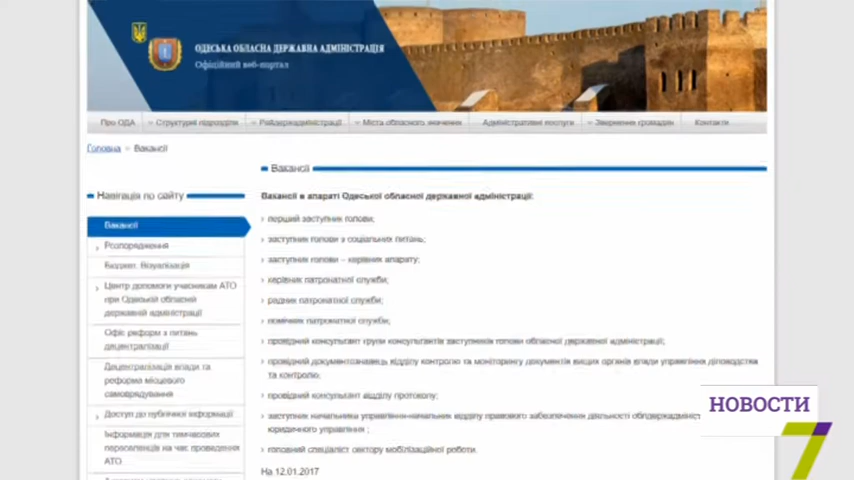 ОДЕСЬКА ОБЛАСНА ДЕРЖАВНА АДМІНІСТРАЦІЯ
Офіційний веб-портал
Про ОДА
Структурні підрозділи
Райдержадміністрації
Міста обласного значення
Адміністративні послуги
Звернення громадян
Контакти
Головна » Вакансії
Навігація по сайту
Вакансії
Розпорядження
Бюджет. Візуалізація
Центр допомоги учасникам АТО
при Одеській обласній
державній адміністрації
Офіс реформ з питань
децентралізації
Децентралізація влади та
реформа місцевого
самоврядування
Доступ до публічної інформації
Інформація для тимчасових
переселенців на час проведення
АТО
Вакансії
Вакансії в апараті Одеської обласної державної адміністрації:
перший заступник голови;
заступник голови з соціальних питань;
заступник голови – керівник апарату;
керівник патронатної служби;
радник патронатної служби;
помічник патронатної служби;
провідний консультант групи консультантів заступників голови обласної державної адміністрації;
провідний документознавець відділу контролю та моніторингу документів вищих органів влади управління діловодства
та контролю.
провідний консультант відділу протоколу;
заступник начальника управління-начальник відділу правового забезпечення діяльності облдержадмініст
юридичного управління ;
головний спеціаліст сектору мобілізаційної роботи.
На 12.01.2017
НОВОСТИ
7